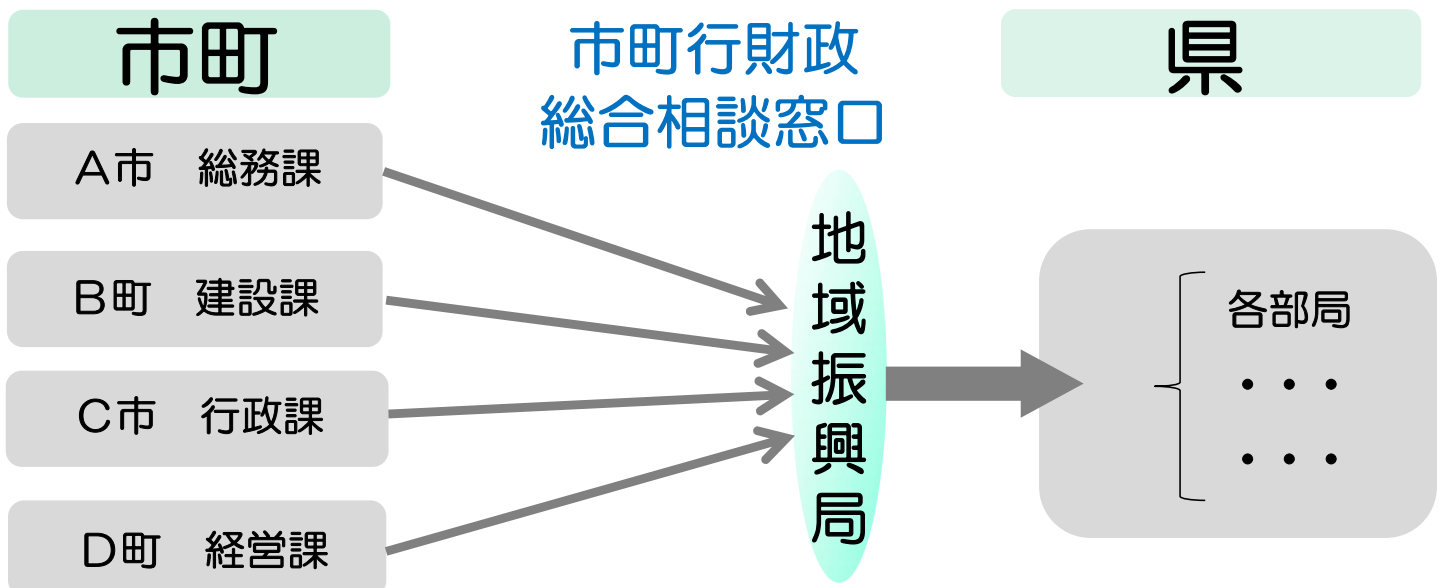 市町
市町行財政
総合相談窓口
県
A市　総務課
B町　建設課
C市　行政課
D町　経営課
地域振興局
各部局
・・・
・・・